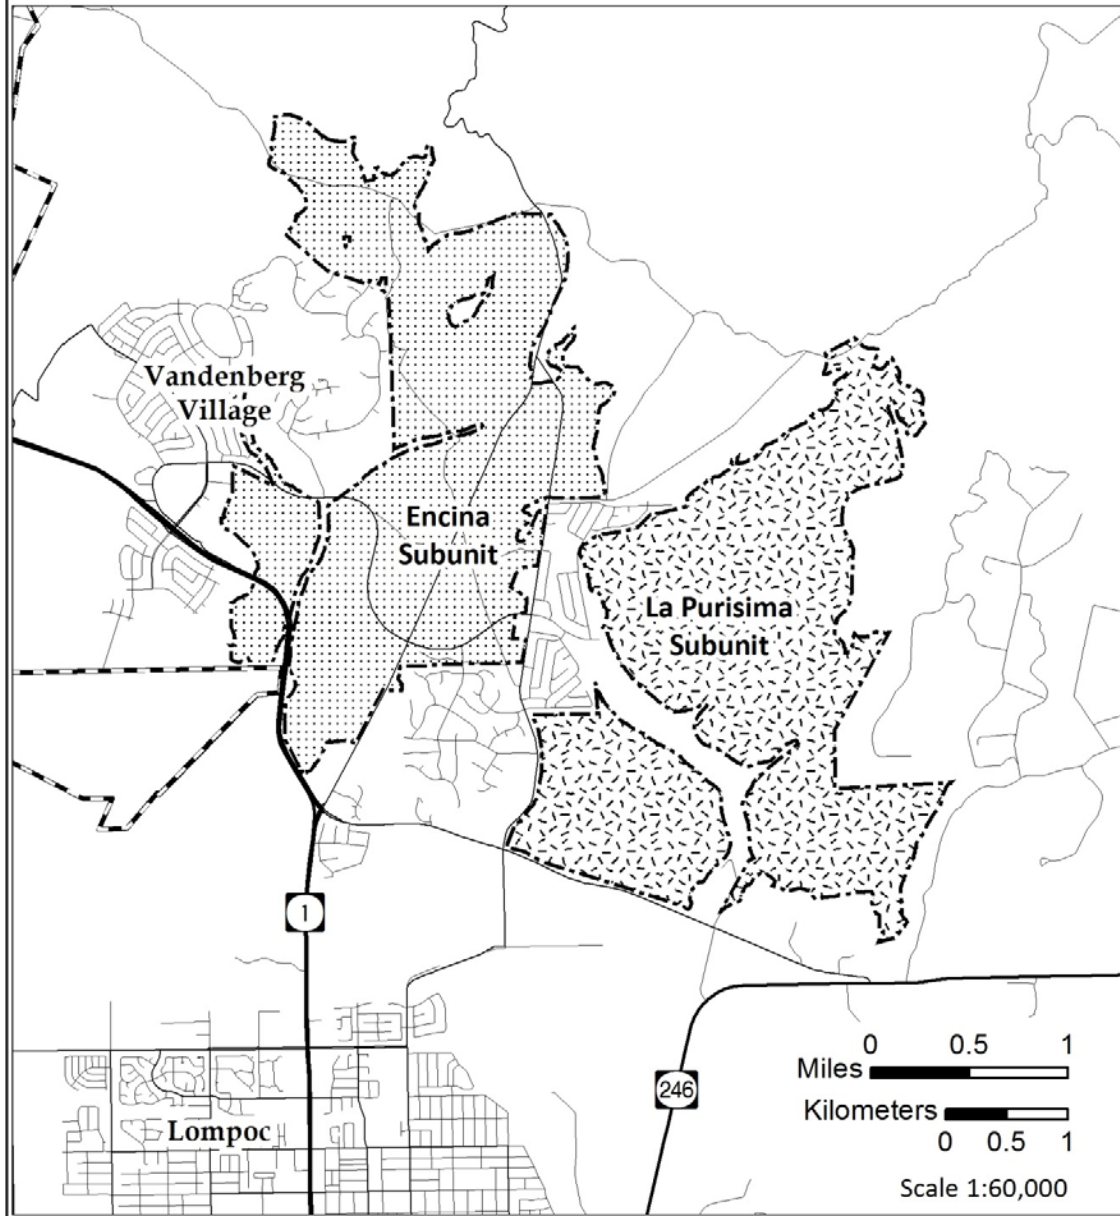 Vandenberg
Village
Encina
Subunit
La Purisima
Subunit
1
0 0.5 1
Miles
246
Kilometers
0 0.5 1
Lompoc
Scale 1:60,000